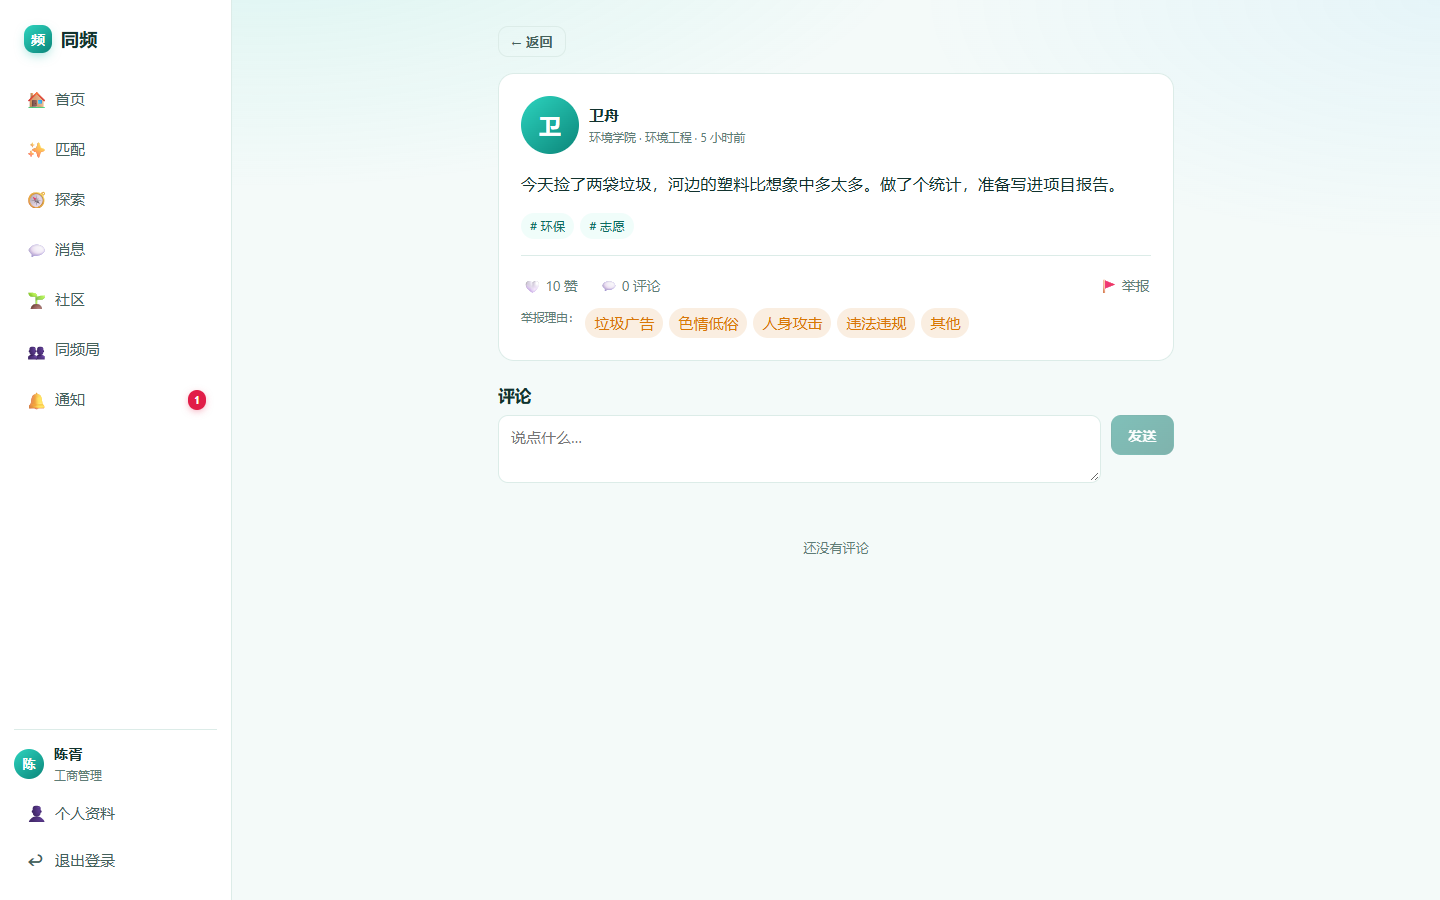 频 同频
首页
匹配
探索
消息
社区
同频局
通知 1
陈 陈胥
工商管理
个人资料
退出登录
← 返回
卫 卫舟
环境学院 · 环境工程 · 5 小时前
今天捡了两袋垃圾，河边的塑料比想象中多太多。做了个统计，准备写进项目报告。
# 环保 # 志愿
10 赞 0 评论 举报
举报理由： 垃圾广告 色情低俗 人身攻击 违法违规 其他
评论
说点什么... 发送
还没有评论